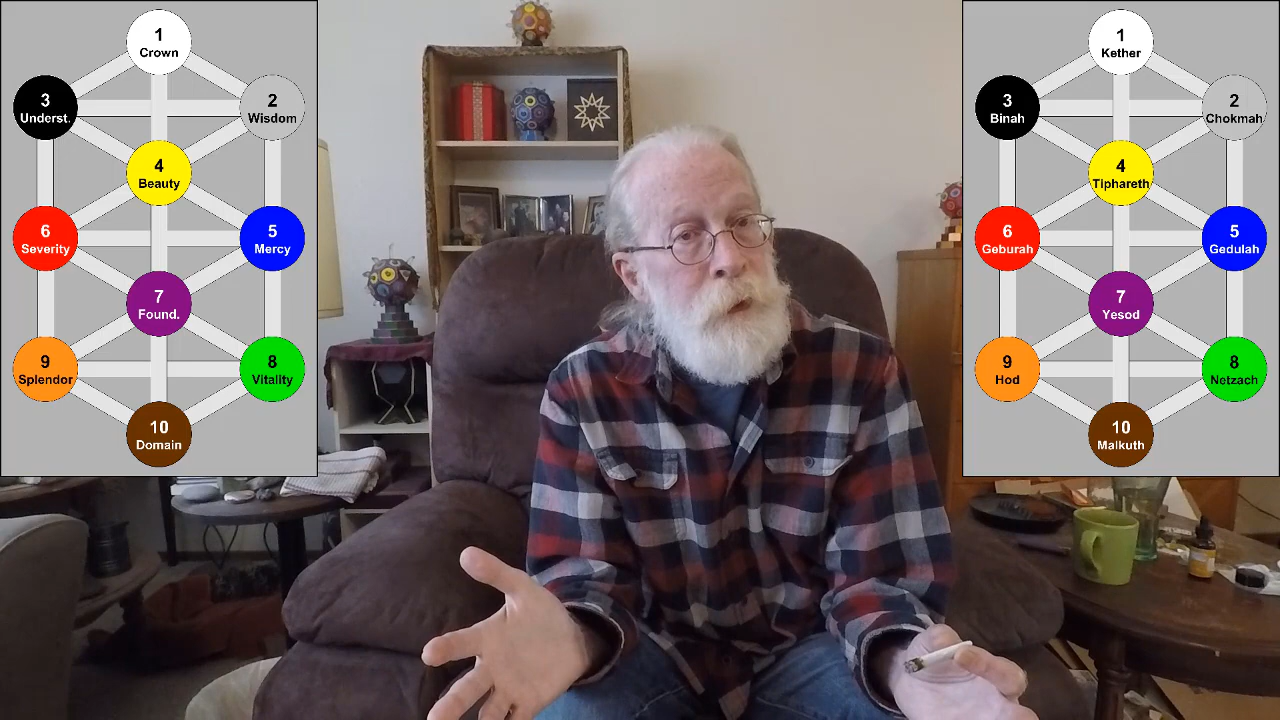 1
Crown
3
Underst.
2
Wisdom
4
Beauty
6
Severity
5
Mercy
7
Found.
9
Splendor
8
Vitality
10
Domain
1
Kether
3
Binah
2
Chokmah
4
Tiphareth
6
Geburah
5
Gedulah
7
Yesod
9
Hod
8
Netzach
10
Malkuth